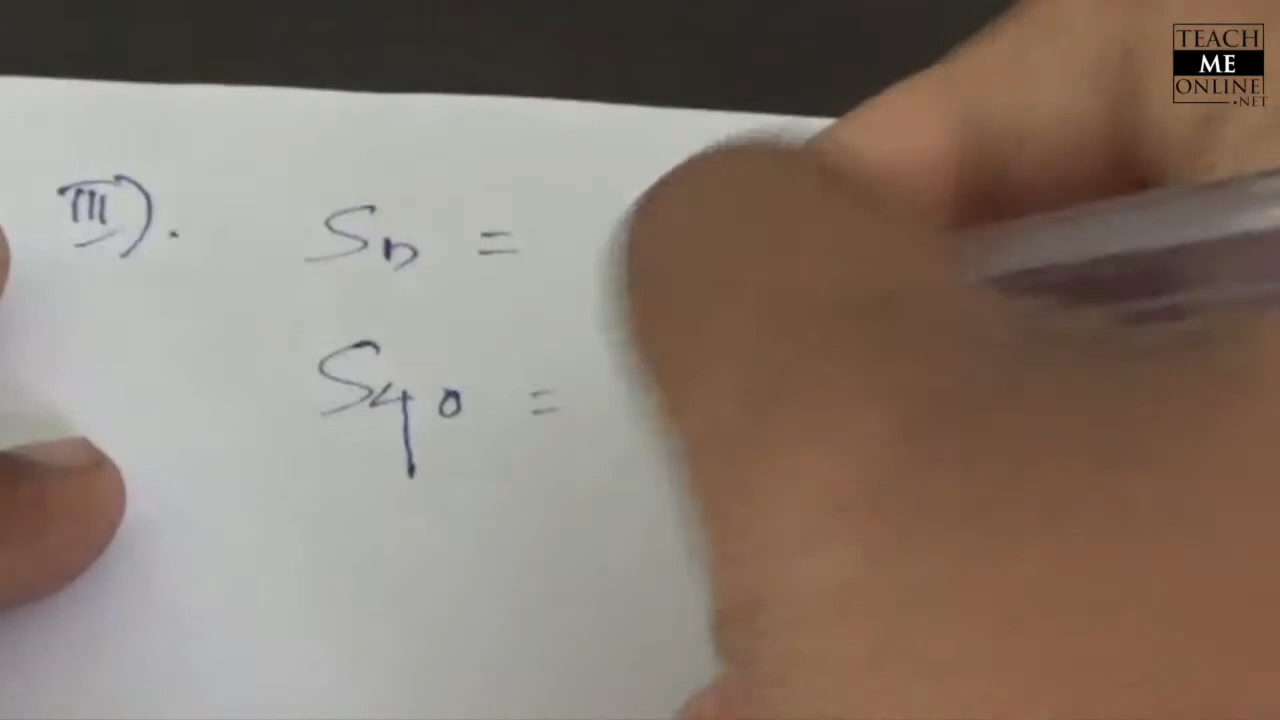 III).
Sn =
S40 =
TEACH
ME
ONLINE
.NET